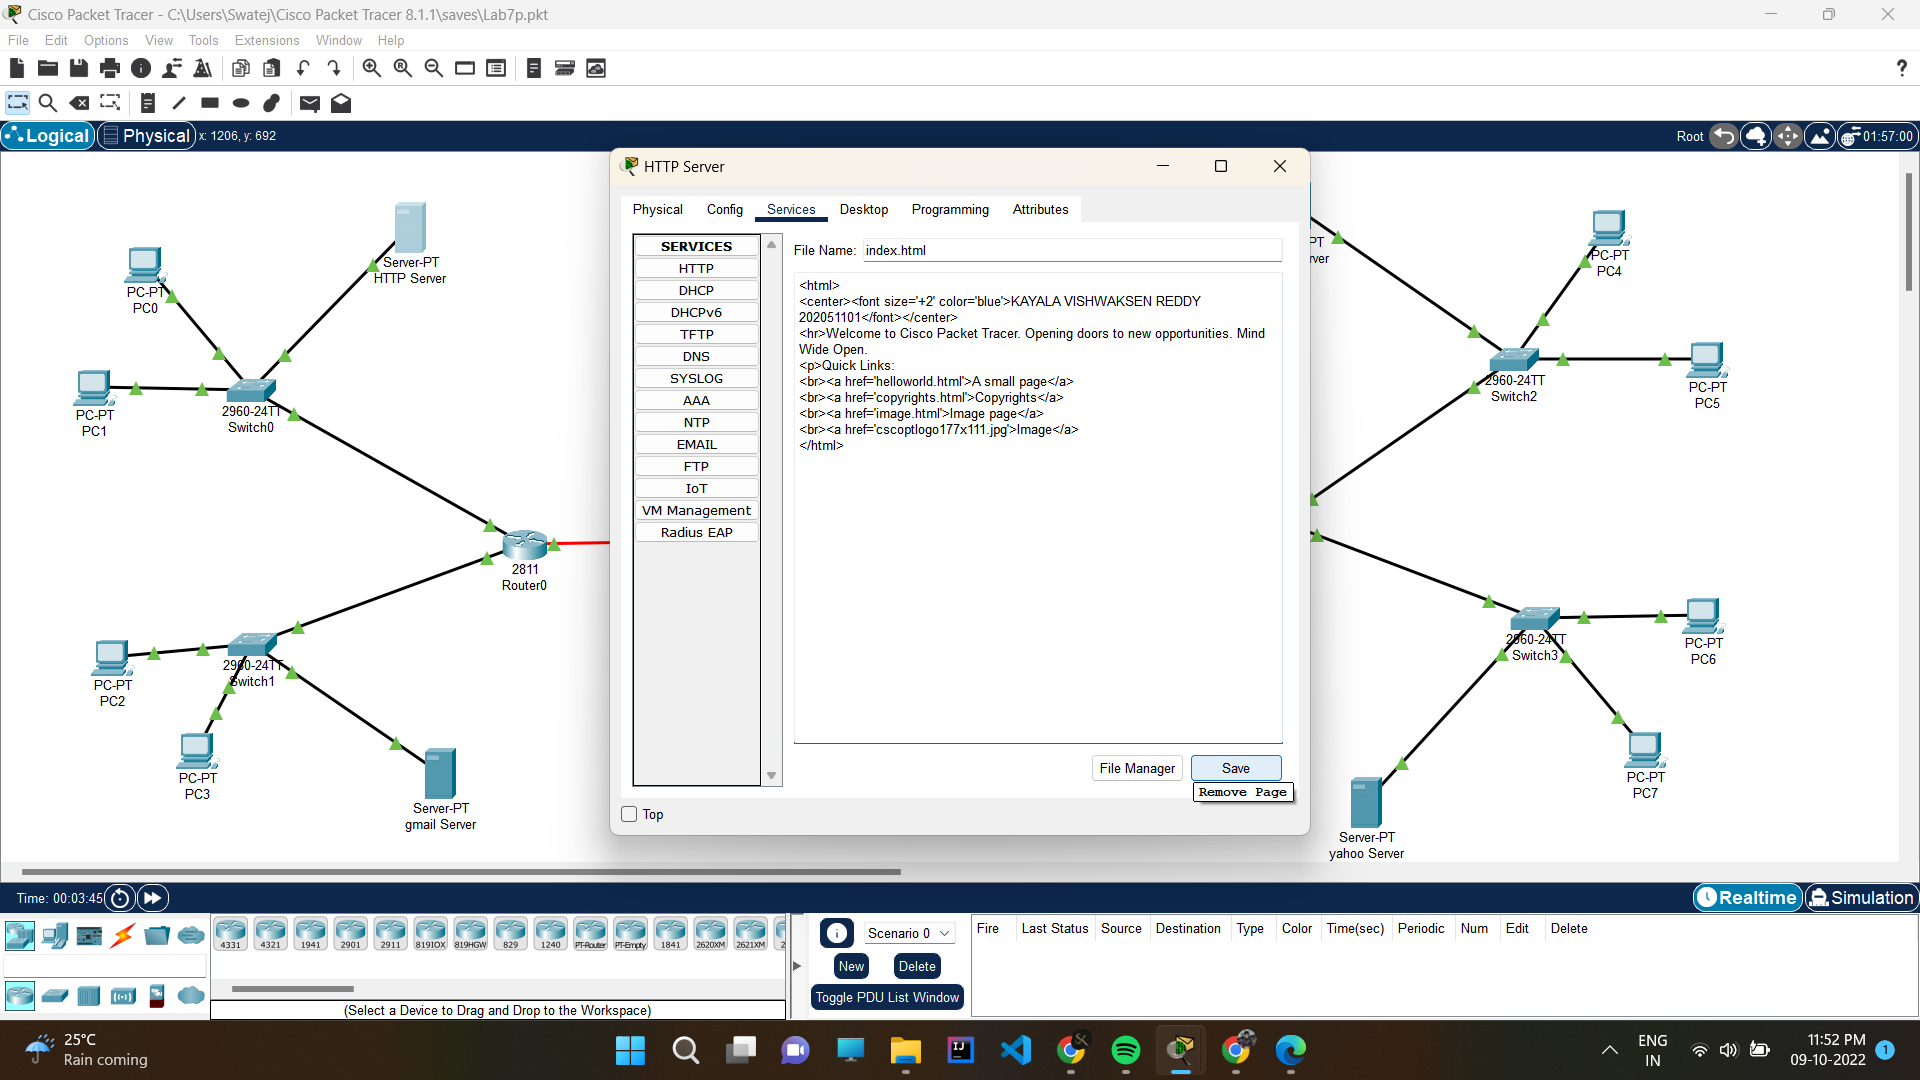 Cisco Packet Tracer - C:\Users\Swatej\Cisco Packet Tracer 8.1.1\saves\Lab7p.pkt
File Edit Options View Tools Extensions Window Help
?
Logical Physical x: 1206, y: 692
Root 01:57:00
HTTP Server
Physical Config Services Desktop Programming Attributes
SERVICES
HTTP
DHCP
DHCPv6
TFTP
DNS
SYSLOG
AAA
NTP
EMAIL
FTP
IoT
VM Management
Radius EAP
File Name: index.html
<html>
<center><font size='+2' color='blue'>KAYALA VISHWAKSEN REDDY
202051101</font></center>
<hr>Welcome to Cisco Packet Tracer. Opening doors to new opportunities. Mind
Wide Open.
<p>Quick Links:
<br><a href='helloworld.html'>A small page</a>
<br><a href='copyrights.html'>Copyrights</a>
<br><a href='image.html'>Image page</a>
<br><a href='cscoptlogo177x111.jpg'>Image</a>
</html>
File Manager Save
Remove Page
Top
Server-PT
HTTP Server
PC-PT
PC0
PC-PT
PC1
2960-24TT
Switch0
2811
Router0
2960-24TT
Switch1
PC-PT
PC2
PC-PT
PC3
Server-PT
gmail Server
PT
rver
PC-PT
PC4
2960-24TT
Switch2
PC-PT
PC5
2960-24TT
Switch3
PC-PT
PC6
PC-PT
PC7
Server-PT
yahoo Server
Time: 00:03:45
Realtime Simulation
4331 4321 1941 2901 2911 819IOX 819HGW 829 1240 PT-Router PT-Empty 1841 2620XM 2621XM 2
(Select a Device to Drag and Drop to the Workspace)
Scenario 0
New Delete
Toggle PDU List Window
Fire Last Status Source Destination Type Color Time(sec) Periodic Num Edit Delete
25°C
Rain coming
ENG
IN
11:52 PM
09-10-2022
1